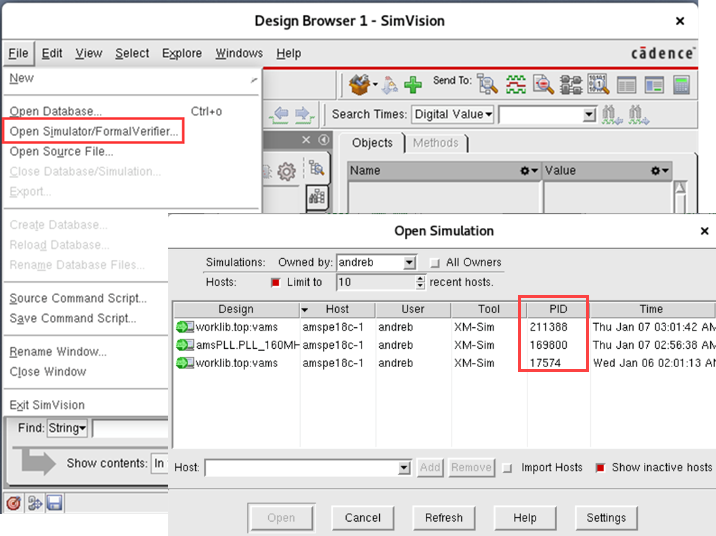 Design Browser 1 - SimVision
File Edit View Select Explore Windows Help
cādence
New
Open Database... Ctrl+o
Open Simulator/FormalVerifier...
Open Source File...
Close Database/Simulation...
Export...
Create Database...
Reload Database...
Rename Database Files...
Source Command Script...
Save Command Script...
Rename Window...
Close Window
Exit SimVision
Send To:
Search Times: Digital Value
Objects Methods
Name Value
Find: String
Show contents: In
Open Simulation
Simulations: Owned by: andreb All Owners
Hosts: Limit to 10 recent hosts.
Design Host User Tool PID Time
worklib.top:vams amspe18c-1 andreb XM-Sim 211388 Thu Jan 07 03:01:42 AM
amsPLL.PLL_160MH amspe18c-1 andreb XM-Sim 169800 Thu Jan 07 02:56:38 AM
worklib.top:vams amspe18c-1 andreb XM-Sim 17574 Wed Jan 06 02:01:13 AM
Host: Add Remove Import Hosts Show inactive hosts
Open Cancel Refresh Help Settings